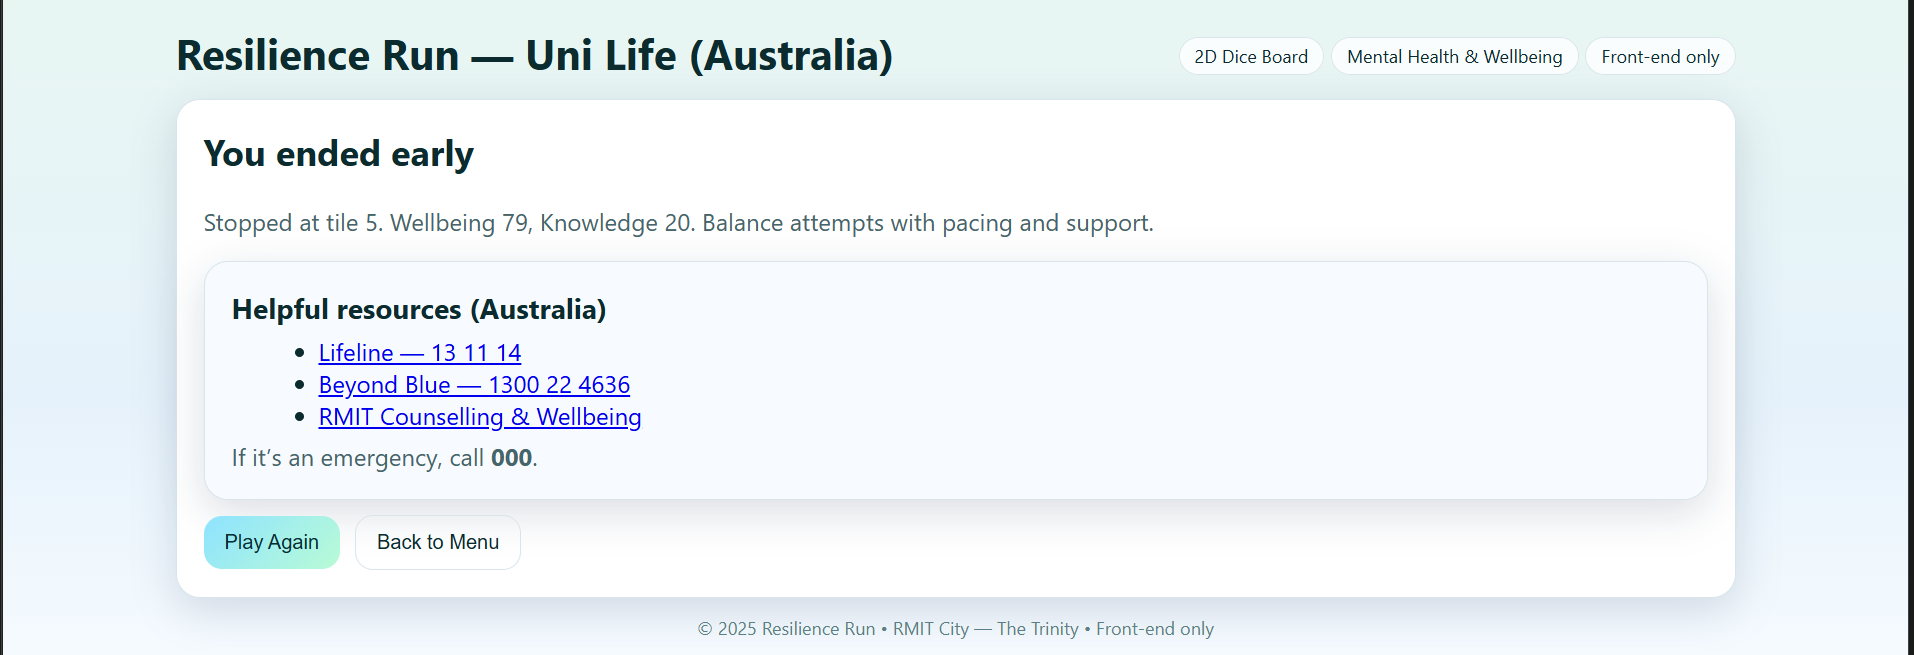 Resilience Run — Uni Life (Australia)
2D Dice Board
Mental Health & Wellbeing
Front-end only
You ended early
Stopped at tile 5. Wellbeing 79, Knowledge 20. Balance attempts with pacing and support.
Helpful resources (Australia)
• Lifeline — 13 11 14
• Beyond Blue — 1300 22 4636
• RMIT Counselling & Wellbeing
If it’s an emergency, call 000.
Play Again
Back to Menu
© 2025 Resilience Run • RMIT City — The Trinity • Front-end only